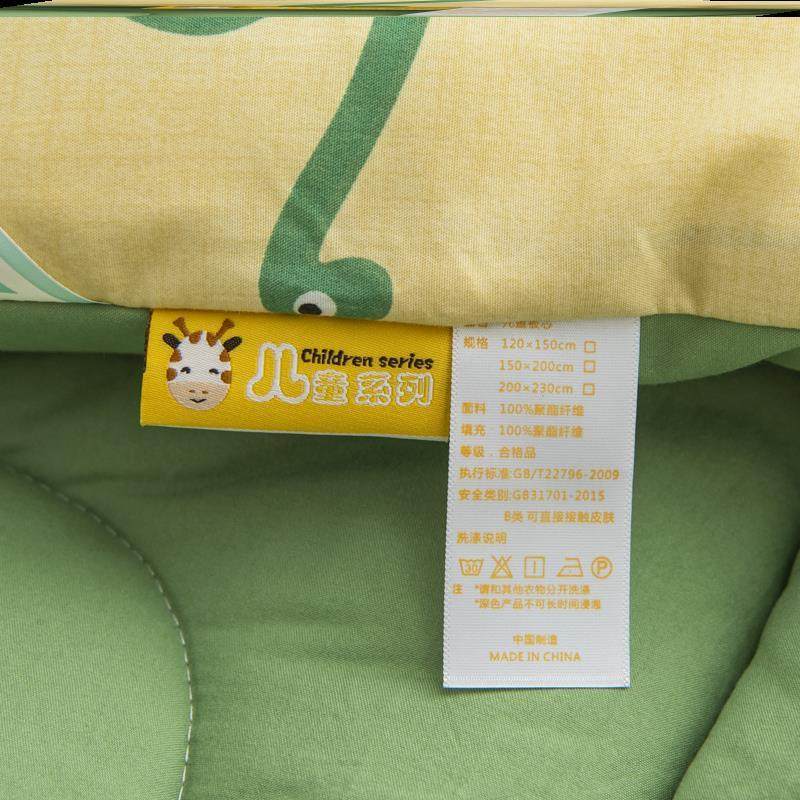 Children series
儿童系列
规格 120×150cm □
150×200cm □
200×230cm □
面料 100%聚酯纤维
填充 100%聚酯纤维
等级 . 合格品
执行标准:GB/T22796-2009
安全类别:GB31701-2015
B类 可直接接触皮肤
洗涤说明
30 P
注 *请和其他衣物分开洗涤
*深色产品不可长时间浸泡
中国制造
MADE IN CHINA